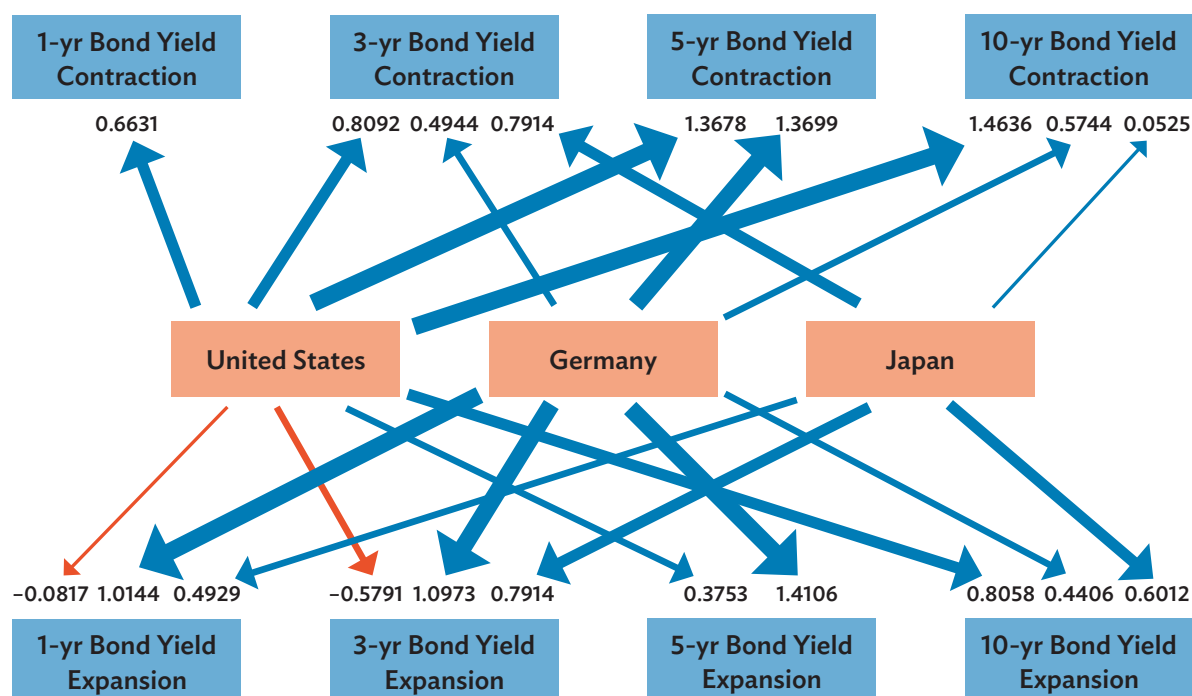 1-yr Bond Yield
Contraction
3-yr Bond Yield
Contraction
5-yr Bond Yield
Contraction
10-yr Bond Yield
Contraction
0.6631
0.8092 0.4944 0.7914
1.3678 1.3699
1.4636 0.5744 0.0525
United States
Germany
Japan
−0.0817 1.0144 0.4929
−0.5791 1.0973 0.7914
0.3753 1.4106
0.8058 0.4406 0.6012
1-yr Bond Yield
Expansion
3-yr Bond Yield
Expansion
5-yr Bond Yield
Expansion
10-yr Bond Yield
Expansion